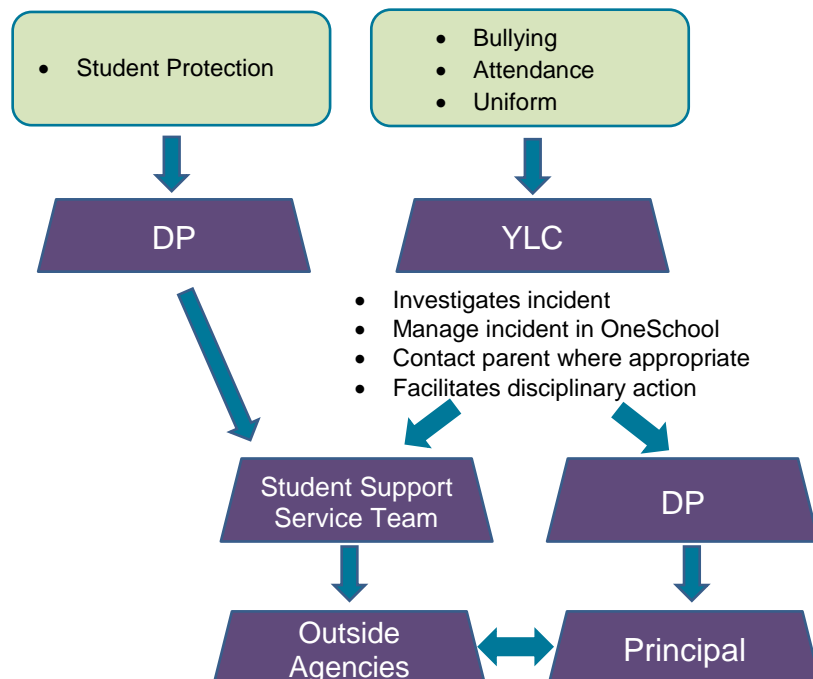 • Student Protection
• Bullying
• Attendance
• Uniform
DP
YLC
• Investigates incident
• Manage incident in OneSchool
• Contact parent where appropriate
• Facilitates disciplinary action
Student Support
Service Team
DP
Outside
Agencies
Principal